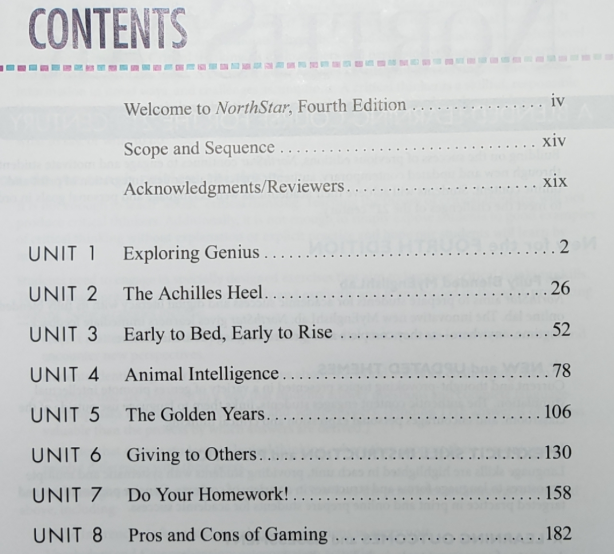 CONTENTS
Welcome to NorthStar, Fourth Edition . . . . . . . . . . . . . . . . iv
Scope and Sequence . . . . . . . . . . . . . . . . . . . . . . . . . . . . . . . xiv
Acknowledgments/Reviewers. . . . . . . . . . . . . . . . . . . . . . . xix
UNIT 1 Exploring Genius . . . . . . . . . . . . . . . . . . . . . . . . . . . . . . . . . . . 2
UNIT 2 The Achilles Heel. . . . . . . . . . . . . . . . . . . . . . . . . . . . . . . . . 26
UNIT 3 Early to Bed, Early to Rise . . . . . . . . . . . . . . . . . . . . . . . . . 52
UNIT 4 Animal Intelligence . . . . . . . . . . . . . . . . . . . . . . . . . . . . . . . 78
UNIT 5 The Golden Years. . . . . . . . . . . . . . . . . . . . . . . . . . . . . . . . 106
UNIT 6 Giving to Others. . . . . . . . . . . . . . . . . . . . . . . . . . . . . . . . . 130
UNIT 7 Do Your Homework! . . . . . . . . . . . . . . . . . . . . . . . . . . . . . 158
UNIT 8 Pros and Cons of Gaming . . . . . . . . . . . . . . . . . . . . . . . . 182